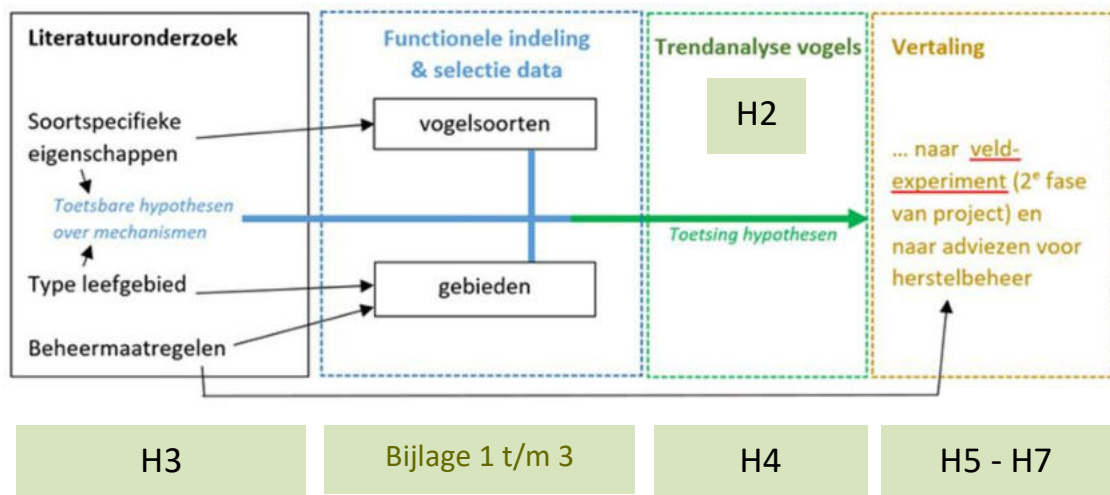 Literatuuronderzoek
Soortspecifieke
eigenschappen
Toetsbare hypothesen
over mechanismen
Type leefgebied
Beheermaatregelen
Functionele indeling
& selectie data
vogelsoorten
gebieden
Trendanalyse vogels
H2
Toetsing hypothesen
Vertaling
... naar veld-
experiment (2e fase
van project) en
naar adviezen voor
herstelbeheer
H3
Bijlage 1 t/m 3
H4
H5 - H7